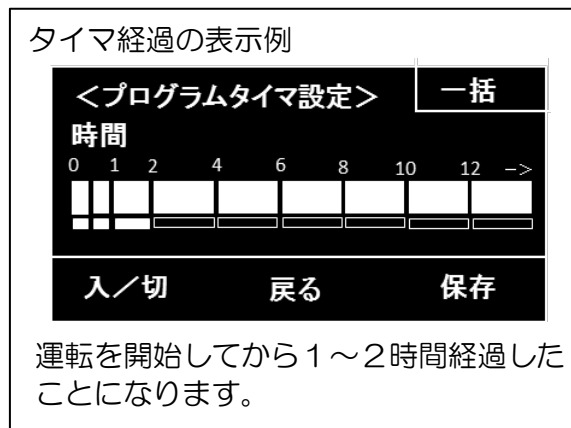 タイマ経過の表示例
＜プログラムタイマ設定＞ 一括
時間
0 1 2 4 6 8 10 12 –>
入／切 戻る 保存
運転を開始してから１～２時間経過した
ことになります。